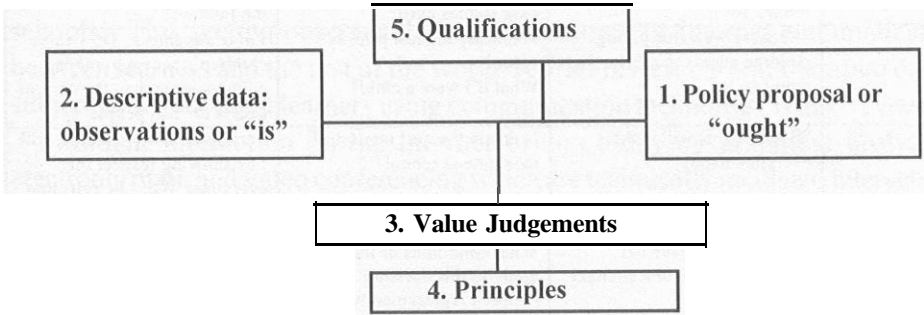 5. Qualifications
2. Descriptive data:
observations or “is”
1. Policy proposal or
“ought”
3. Value Judgements
4. Principles